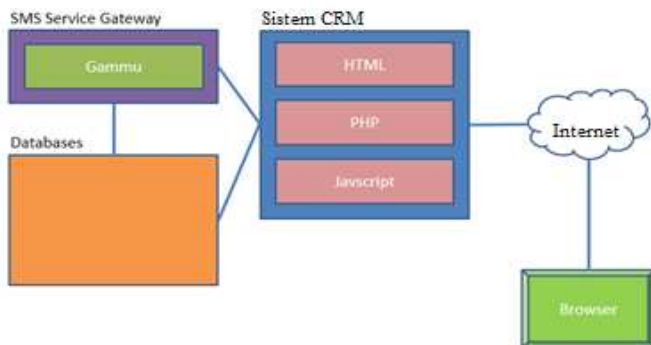 SMS Service Gateway
Gammu
Databases
Sistem CRM
HTML
PHP
Javscript
Internet
Browser